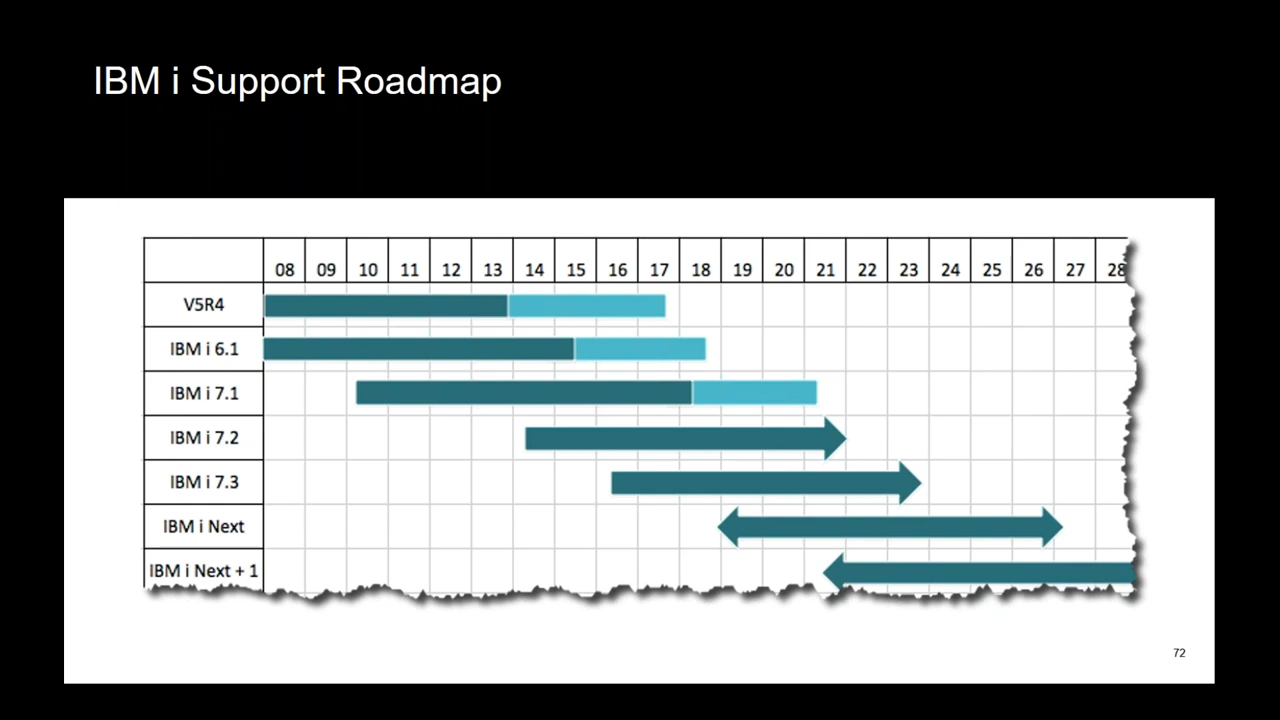 IBM i Support Roadmap
08 09 10 11 12 13 14 15 16 17 18 19 20 21 22 23 24 25 26 27 28
V5R4
IBM i 6.1
IBM i 7.1
IBM i 7.2
IBM i 7.3
IBM i Next
IBM i Next + 1
72